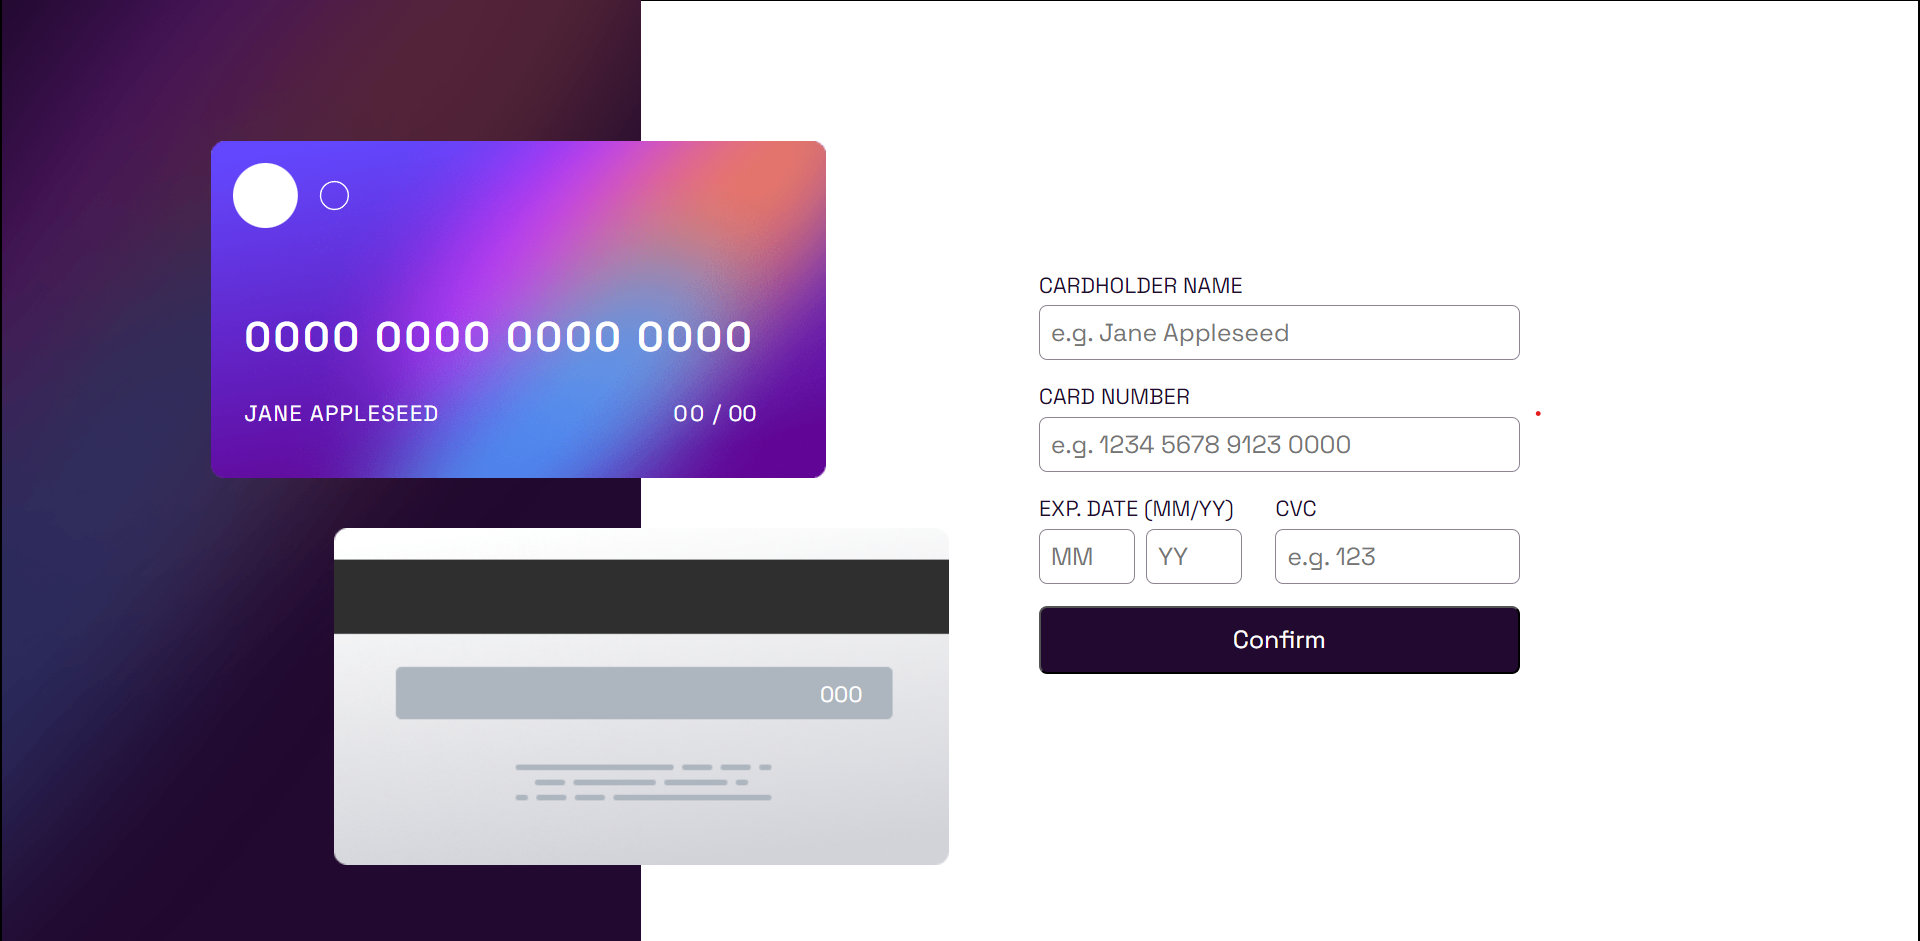 0000 0000 0000 0000
JANE APPLESEED
00 / 00
000
CARDHOLDER NAME
e.g. Jane Appleseed
CARD NUMBER
e.g. 1234 5678 9123 0000
EXP. DATE (MM/YY)
CVC
MM
YY
e.g. 123
Confirm